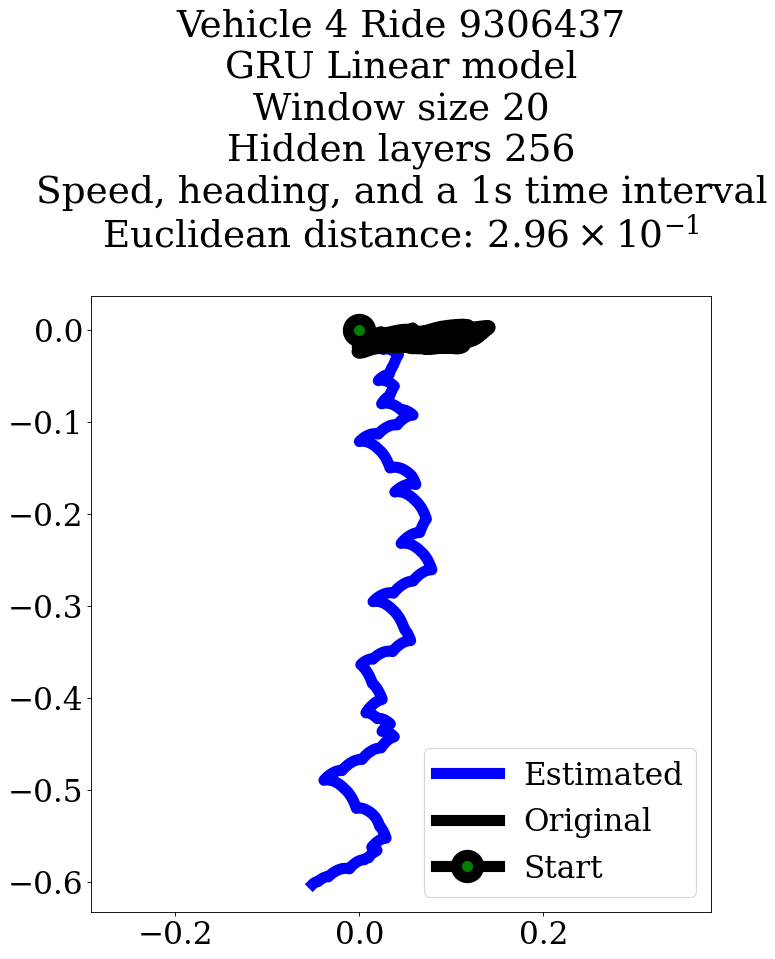 Vehicle 4 Ride 9306437
GRU Linear model
Window size 20
Hidden layers 256
Speed, heading, and a 1s time interval
Euclidean distance: 2.96 × 10⁻¹
0.0
−0.1
−0.2
−0.3
−0.4
−0.5
−0.6
Estimated
Original
Start
−0.2
0.0
0.2